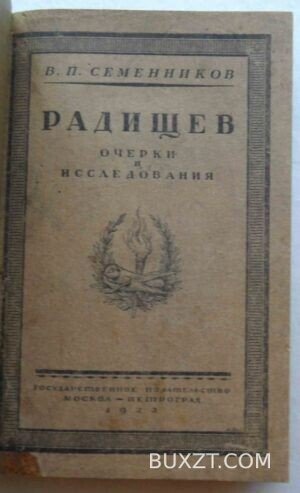 В. П. СЕМЕННИКОВ
РАДИЩЕВ
ОЧЕРКИ
И
ИССЛЕДОВАНИЯ
ГОСУДАРСТВЕННОЕ ИЗДАТЕЛЬСТВО
МОСКВА — ПЕТРОГРАД
BUXZT.COM